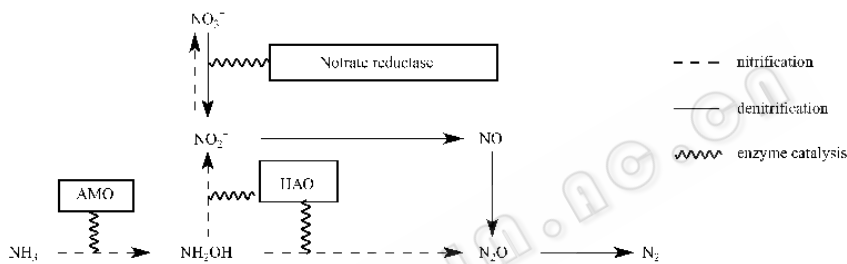 NO₃⁻
Notrate reductase
nitrification
denitrification
NO₂⁻
NO
enzyme catalysis
AMO
HAO
NH₃
NH₂OH
N₂O
N₂